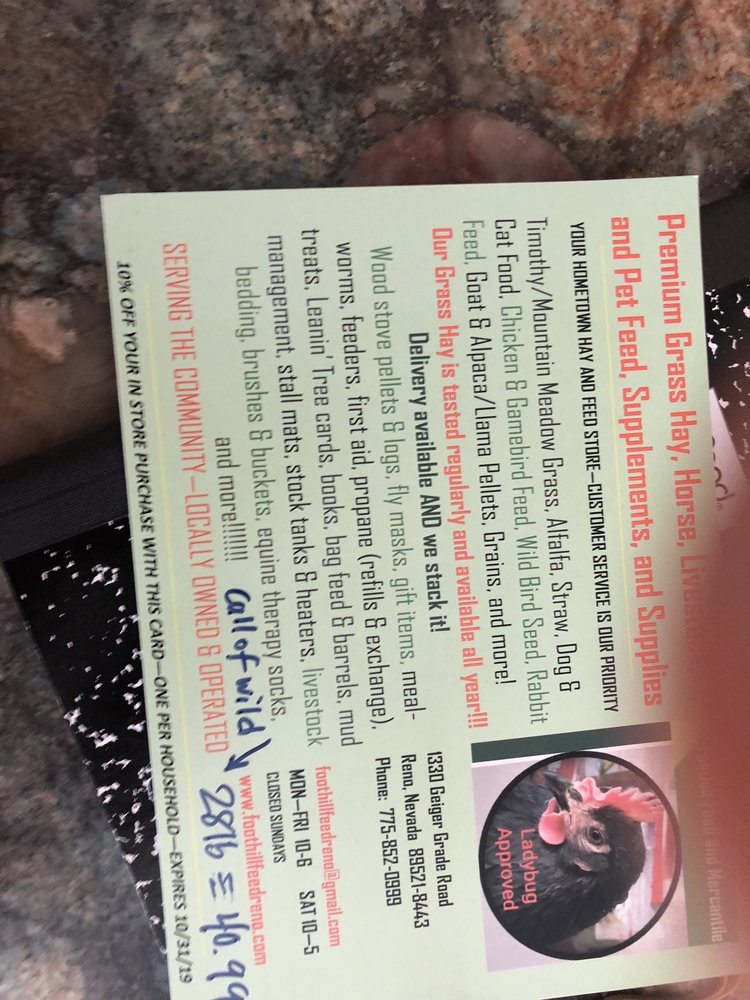 Premium Grass Hay, Horse,
and Pet Feed, Supplements, and Supplies
YOUR HOMETOWN HAY AND FEED STORE—CUSTOMER SERVICE IS OUR PRIORITY
Timothy/Mountain Meadow Grass, Alfalfa, Straw, Dog &
Cat Food, Chicken & Gamebird Feed, Wild Bird Seed, Rabbit
Feed, Goat & Alpaca/Llama Pellets, Grains, and more!
Our Grass Hay is tested regularly and available all year!!!
Delivery available AND we stack it!
Wood stove pellets & logs, fly masks, gift items, meal-
worms, feeders, first aid, propane (refills & exchange),
treats, Leanin' Tree cards, books, bag feed & barrels, mud
management, stall mats, stock tanks & heaters, livestock
bedding, brushes & buckets, equine therapy socks,
and more!!!!!!!
Call of wild
SERVING THE COMMUNITY—LOCALLY OWNED & OPERATED
10% OFF YOUR IN STORE PURCHASE WITH THIS CARD—ONE PER HOUSEHOLD—EXPIRES 10/31/19
and Mercantile
Ladybug
Approved
1330 Geiger Grade Road
Reno, Nevada 89521-8443
Phone: 775-852-0999
foothillfeedreno@gmail.com
MON—FRI 10-6 SAT 10—5
CLOSED SUNDAYS
www.foothillfeedreno.com
28lb = 40.99